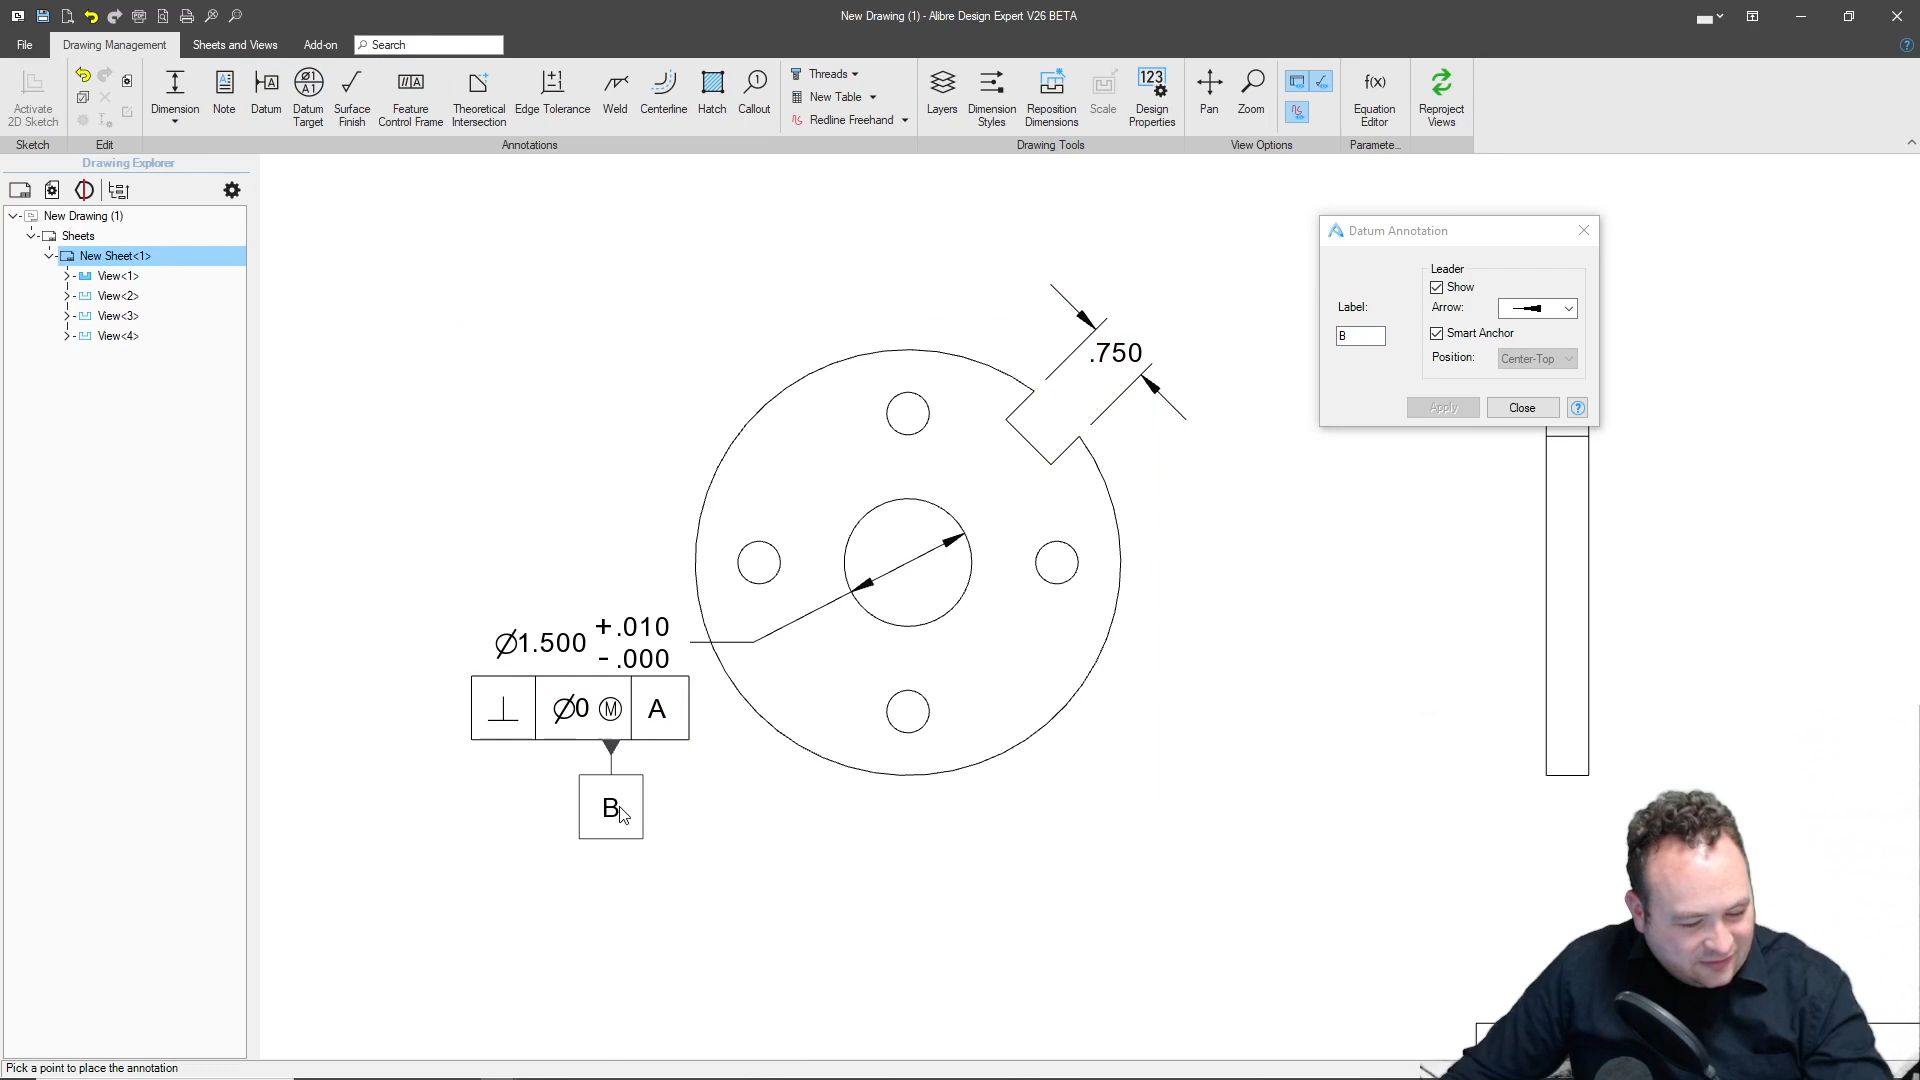 New Drawing (1) - Alibre Design Expert V26 BETA
File
Drawing Management
Sheets and Views
Add-on
Search
Activate
2D Sketch
Dimension
Note
Datum
Datum
Target
Surface
Finish
Feature
Control Frame
Theoretical
Intersection
Edge Tolerance
Weld
Centerline
Hatch
Callout
Threads
New Table
Redline Freehand
Layers
Dimension
Styles
Reposition
Dimensions
Scale
123
Design
Properties
Pan
Zoom
f(x)
Equation
Editor
Reproject
Views
Sketch
Edit
Annotations
Drawing Tools
View Options
Paramete...
Drawing Explorer
New Drawing (1)
Sheets
New Sheet<1>
View<1>
View<2>
View<3>
View<4>
Datum Annotation
Label:
B
Leader
Show
Arrow:
Smart Anchor
Position:
Center-Top
Apply
Close
?
.750
∅1.500 +.010
- .000
⊥ ∅0 Ⓜ A
B
Pick a point to place the annotation